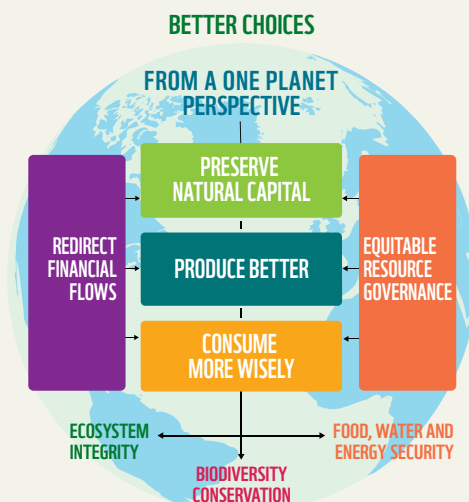 BETTER CHOICES
FROM A ONE PLANET
PERSPECTIVE
PRESERVE
NATURAL CAPITAL
REDIRECT
FINANCIAL
FLOWS
PRODUCE BETTER
EQUITABLE
RESOURCE
GOVERNANCE
CONSUME
MORE WISELY
ECOSYSTEM
INTEGRITY
BIODIVERSITY
CONSERVATION
FOOD, WATER AND
ENERGY SECURITY